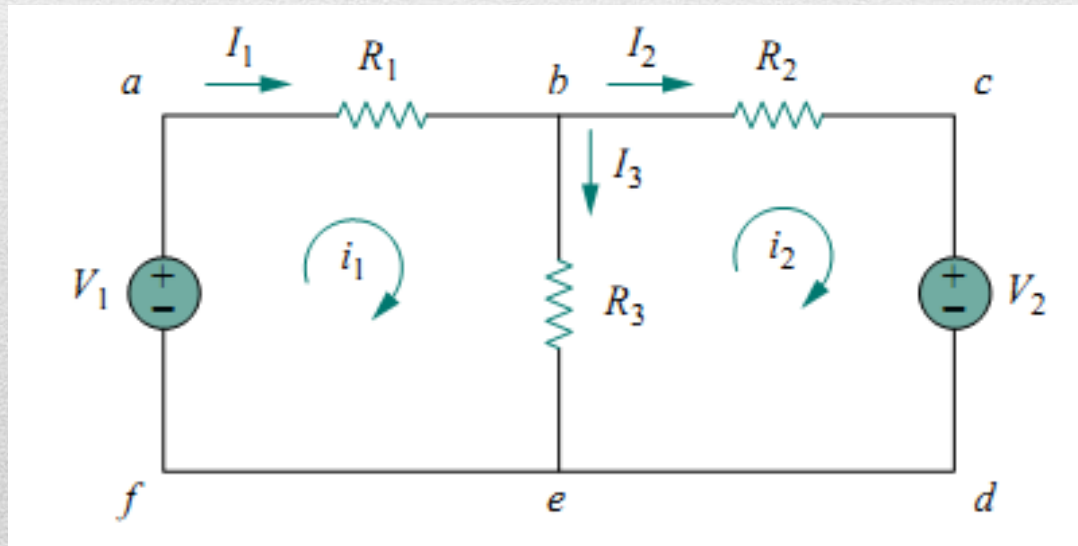 a I₁ R₁ b I₂ R₂ c
I₃
i₁ i₂
V₁ + − R₃ + − V₂
f e d